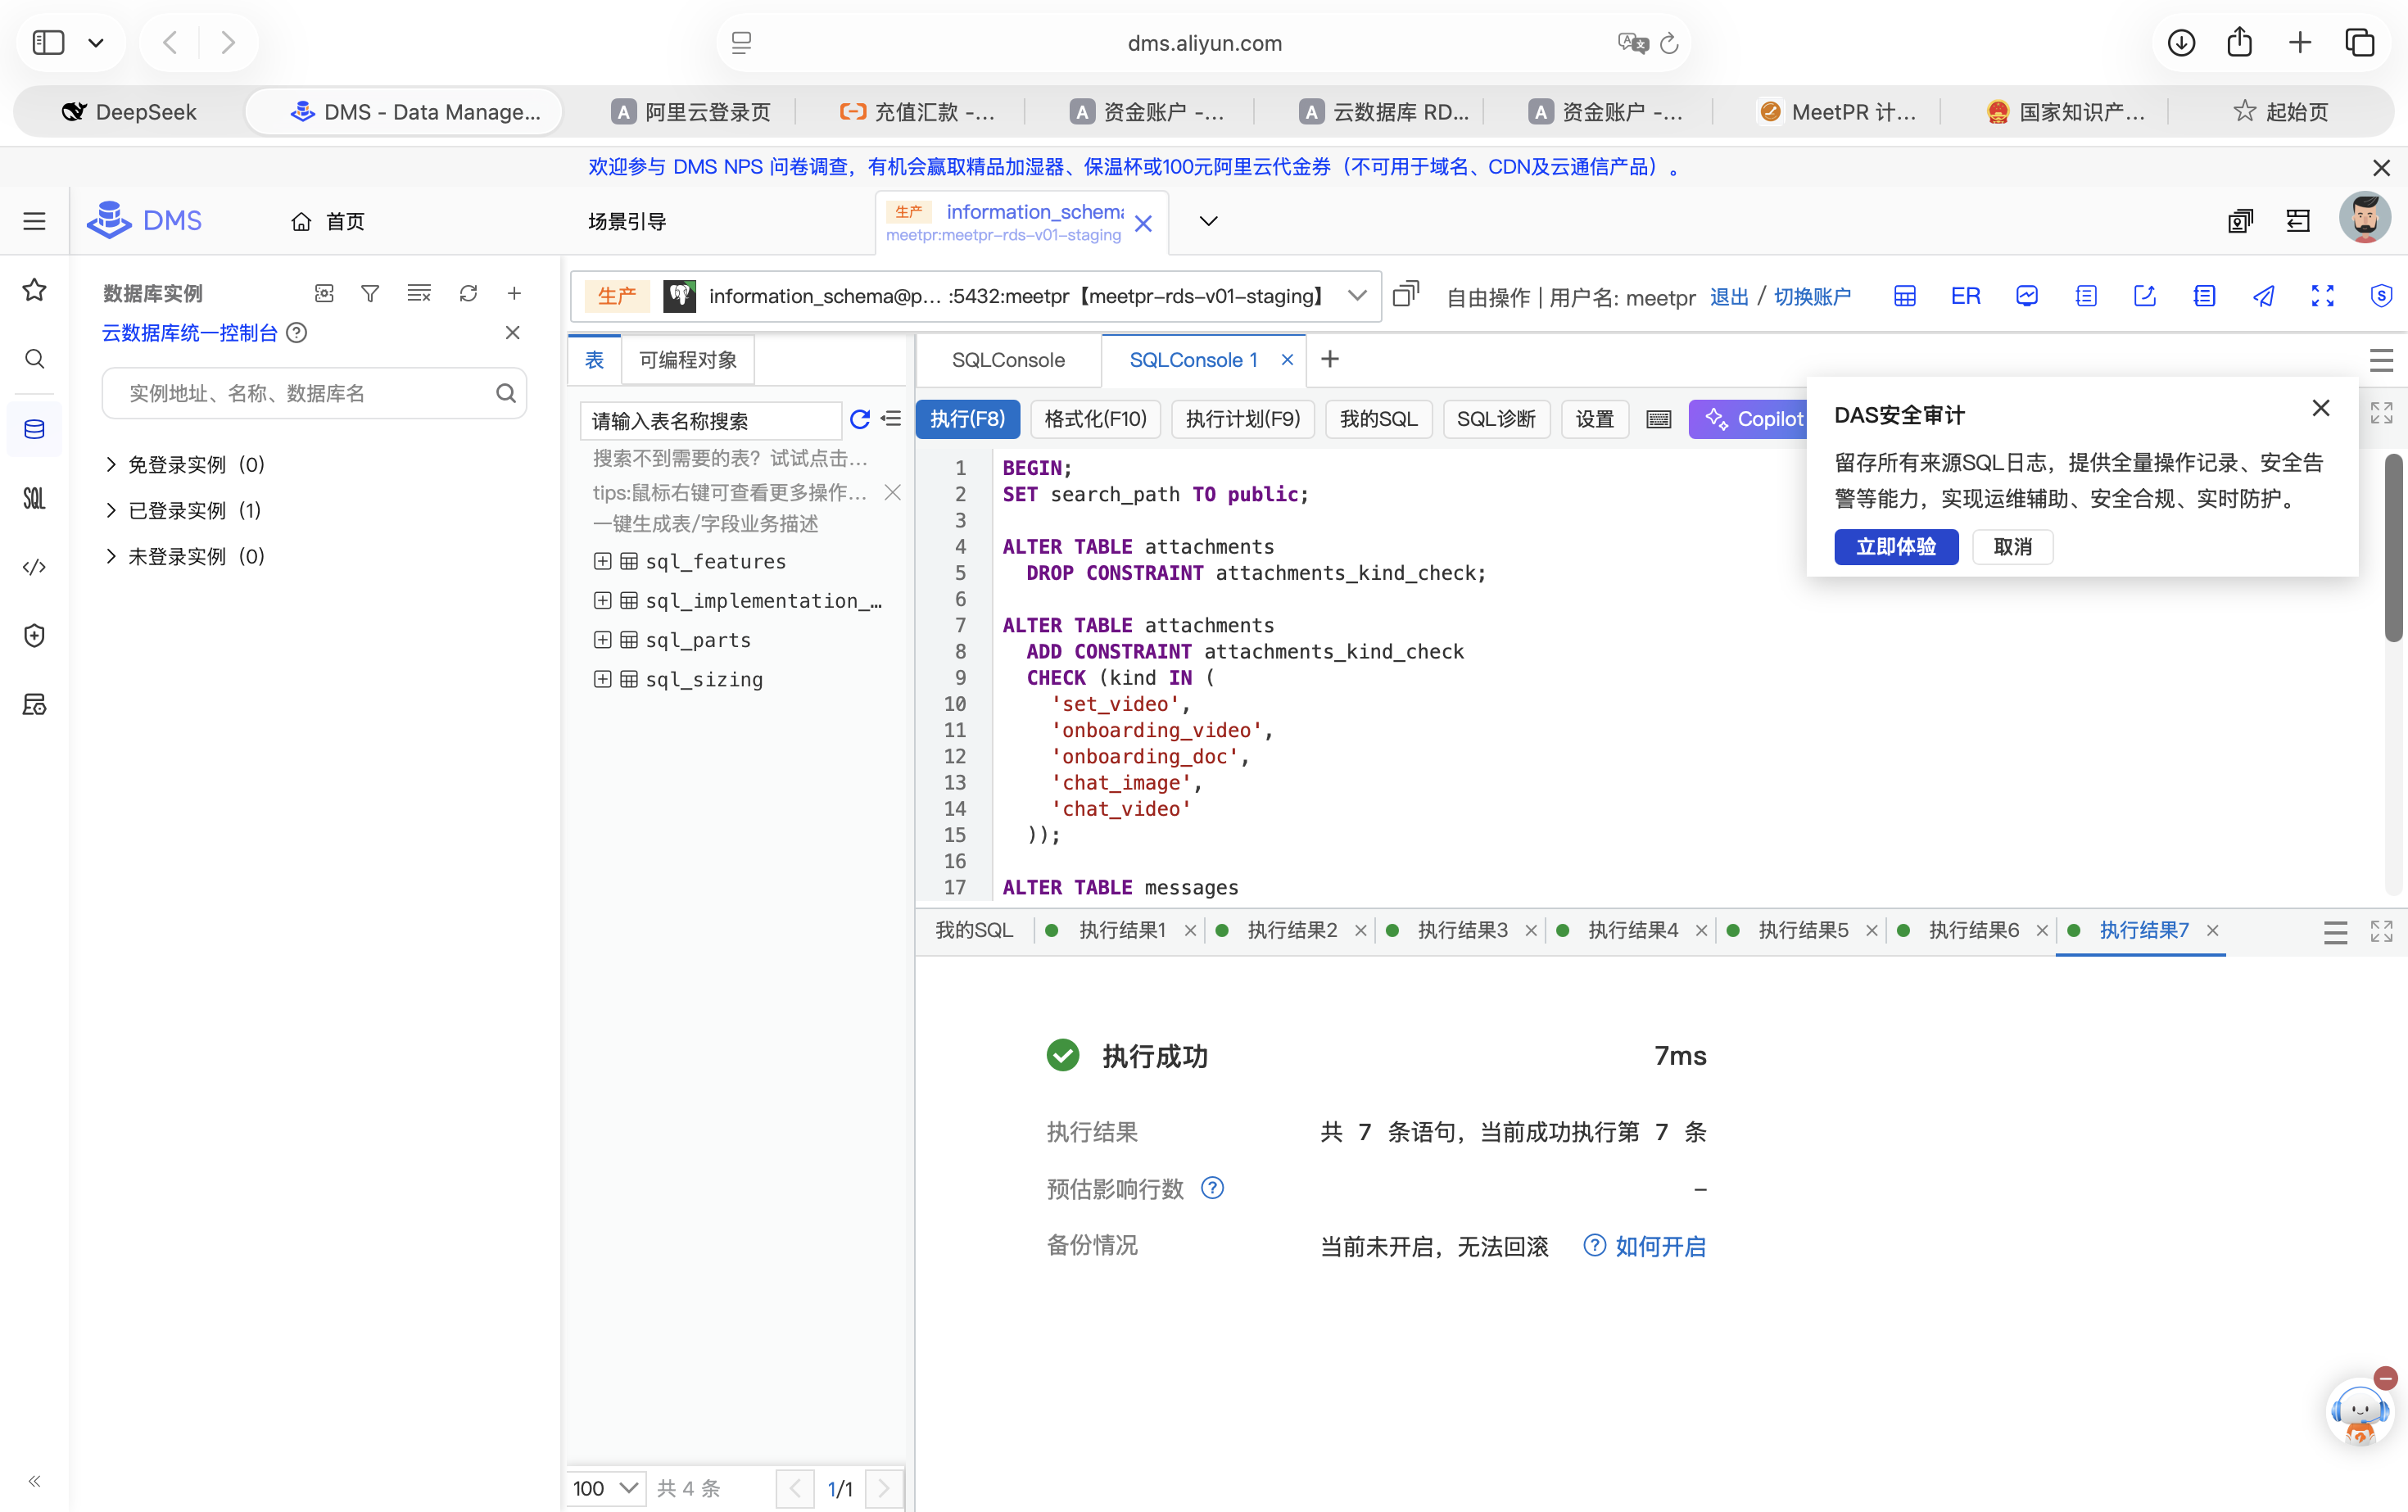 dms.aliyun.com
DeepSeek
DMS - Data Manage...
阿里云登录页
充值汇款 -...
资金账户 -...
云数据库 RD...
资金账户 -...
MeetPR 计...
国家知识产...
起始页
欢迎参与 DMS NPS 问卷调查，有机会赢取精品加湿器、保温杯或100元阿里云代金券（不可用于域名、CDN及云通信产品）。
DMS
首页
场景引导
生产 information_schema
meetpr:meetpr-rds-v01-staging
数据库实例
云数据库统一控制台
实例地址、名称、数据库名
免登录实例（0）
已登录实例（1）
未登录实例（0）
SQL
生产 information_schema@p... :5432:meetpr【meetpr-rds-v01-staging】
自由操作 | 用户名: meetpr 退出 / 切换账户
ER
表
可编程对象
请输入表名称搜索
搜索不到需要的表？试试点击...
tips:鼠标右键可查看更多操作...
一键生成表/字段业务描述
sql_features
sql_implementation_...
sql_parts
sql_sizing
100
共 4 条
1/1
SQLConsole
SQLConsole 1
执行(F8)
格式化(F10)
执行计划(F9)
我的SQL
SQL诊断
设置
Copilot
DAS安全审计
留存所有来源SQL日志，提供全量操作记录、安全告
警等能力，实现运维辅助、安全合规、实时防护。
立即体验
取消
1 BEGIN;
2 SET search_path TO public;
3
4 ALTER TABLE attachments
5 DROP CONSTRAINT attachments_kind_check;
6
7 ALTER TABLE attachments
8 ADD CONSTRAINT attachments_kind_check
9 CHECK (kind IN (
10 'set_video',
11 'onboarding_video',
12 'onboarding_doc',
13 'chat_image',
14 'chat_video'
15 ));
16
17 ALTER TABLE messages
我的SQL
执行结果1
执行结果2
执行结果3
执行结果4
执行结果5
执行结果6
执行结果7
执行成功 7ms
执行结果 共 7 条语句，当前成功执行第 7 条
预估影响行数 –
备份情况 当前未开启，无法回滚 如何开启